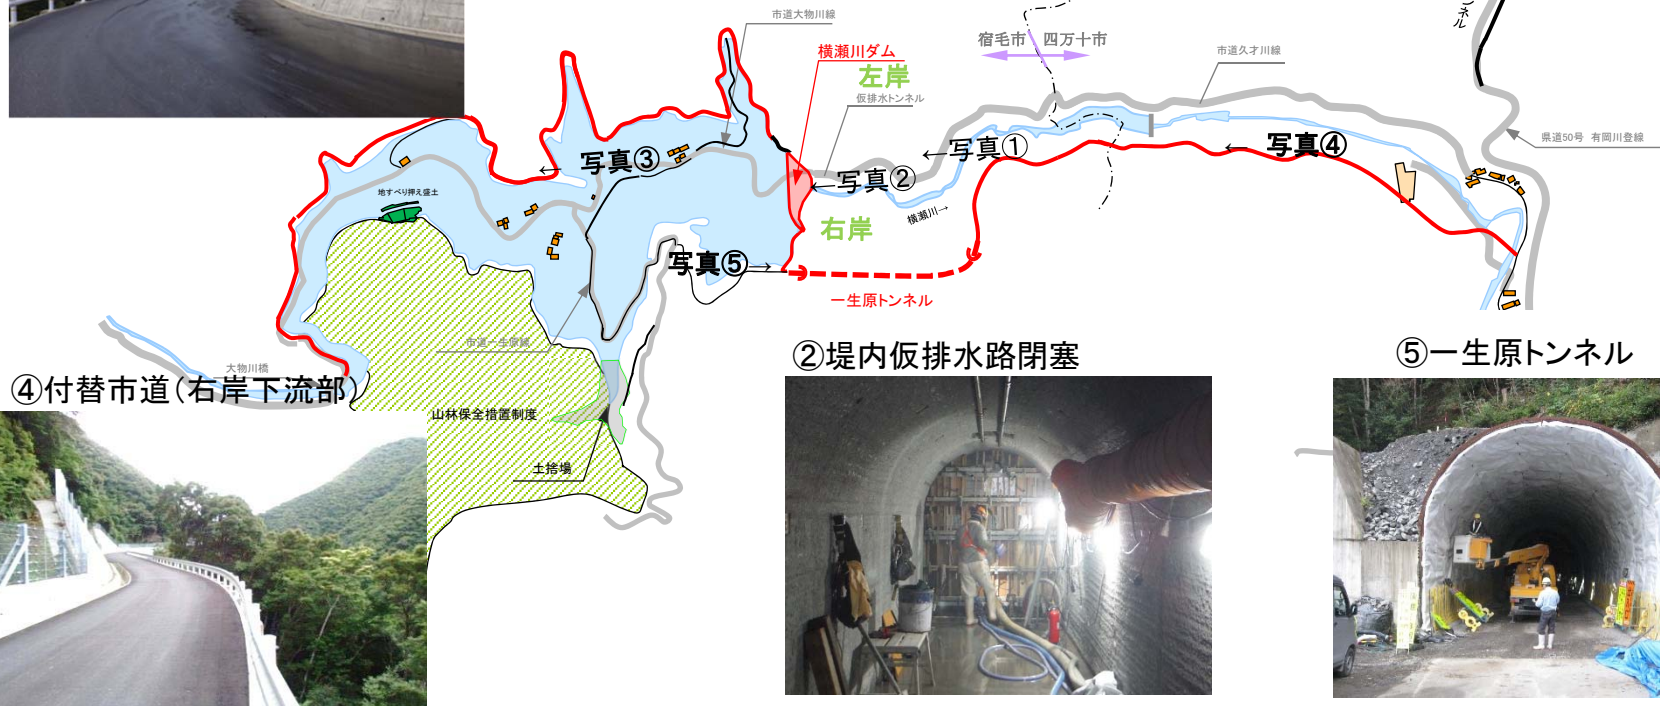 市道大物川線
ンネル
横瀬川ダム
宿毛市
四万十市
市道久才川線
左岸
仮排水トンネル
県道50号 有岡川登線
←写真①
← 写真④
← 写真③
←写真②
地すべり押え盛土
横瀬川→
右岸
写真⑤→
一生原トンネル
市道一生原線
大物川橋
②堤内仮排水路閉塞
⑤一生原トンネル
④付替市道(右岸下流部)
山林保全措置制度
土捨場